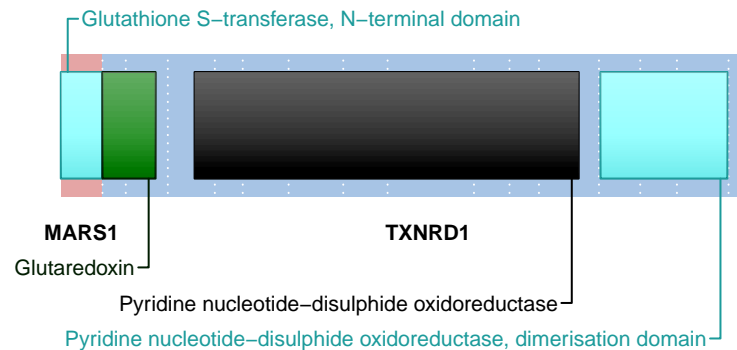 Glutathione S−transferase, N−terminal domain
MARS1
TXNRD1
Glutaredoxin
Pyridine nucleotide−disulphide oxidoreductase
Pyridine nucleotide−disulphide oxidoreductase, dimerisation domain